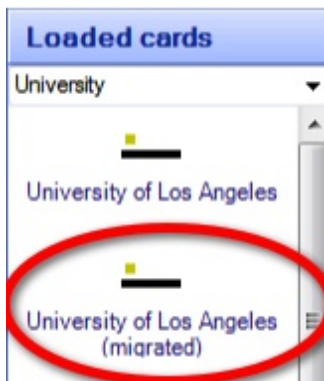 Loaded cards
University
University of Los Angeles
University of Los Angeles
(migrated)